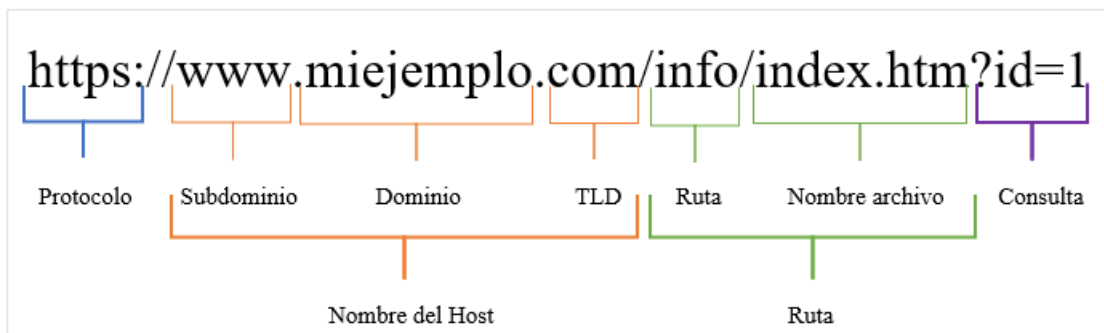 https://www.miejemplo.com/info/index.htm?id=1
Protocolo Subdominio Dominio TLD Ruta Nombre archivo Consulta
Nombre del Host Ruta